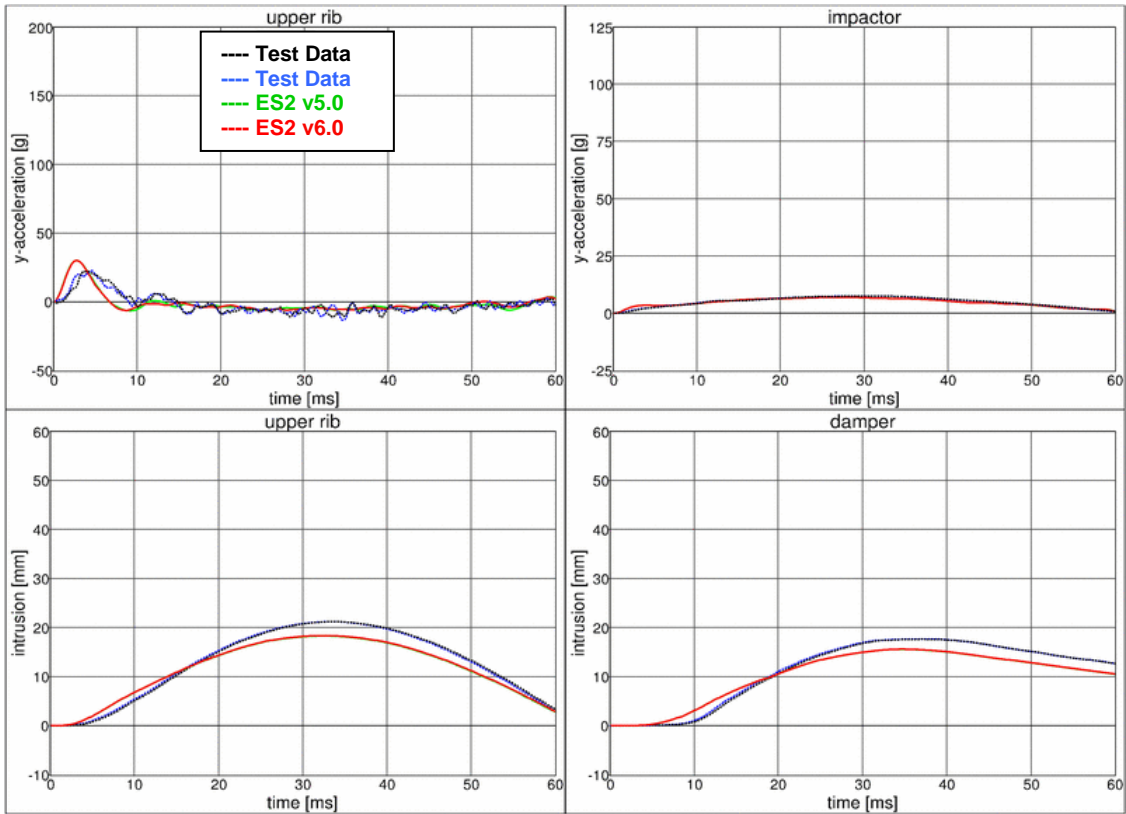 upper rib
200
150
100
50
0
-50
y-acceleration [g]
---- Test Data
---- Test Data
---- ES2 v5.0
---- ES2 v6.0
0 10 20 30 40 50 60
time [ms]
impactor
125
100
75
50
25
0
-25
y-acceleration [g]
0 10 20 30 40 50 60
time [ms]
upper rib
60
50
40
30
20
10
0
-10
intrusion [mm]
0 10 20 30 40 50 60
time [ms]
damper
60
50
40
30
20
10
0
-10
intrusion [mm]
0 10 20 30 40 50 60
time [ms]